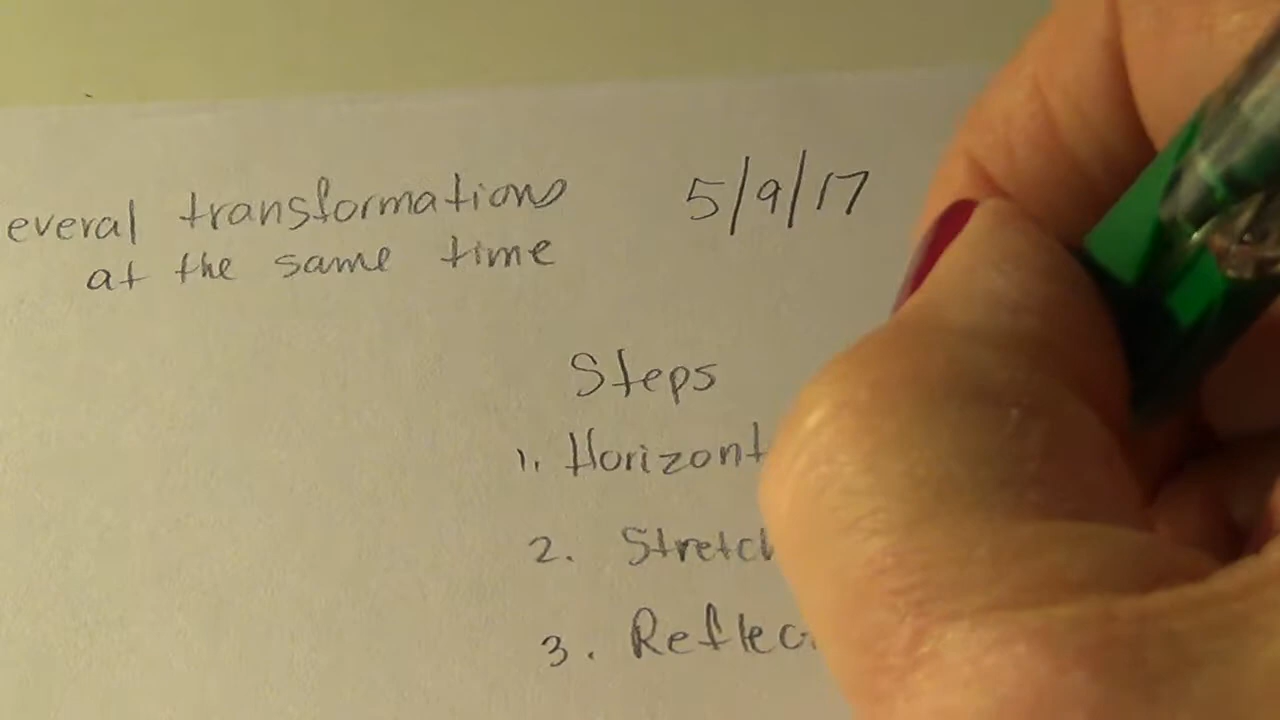 everal transformations 5/9/17
at the same time
Steps
1. Horizont
2. Stretch
3. Reflec